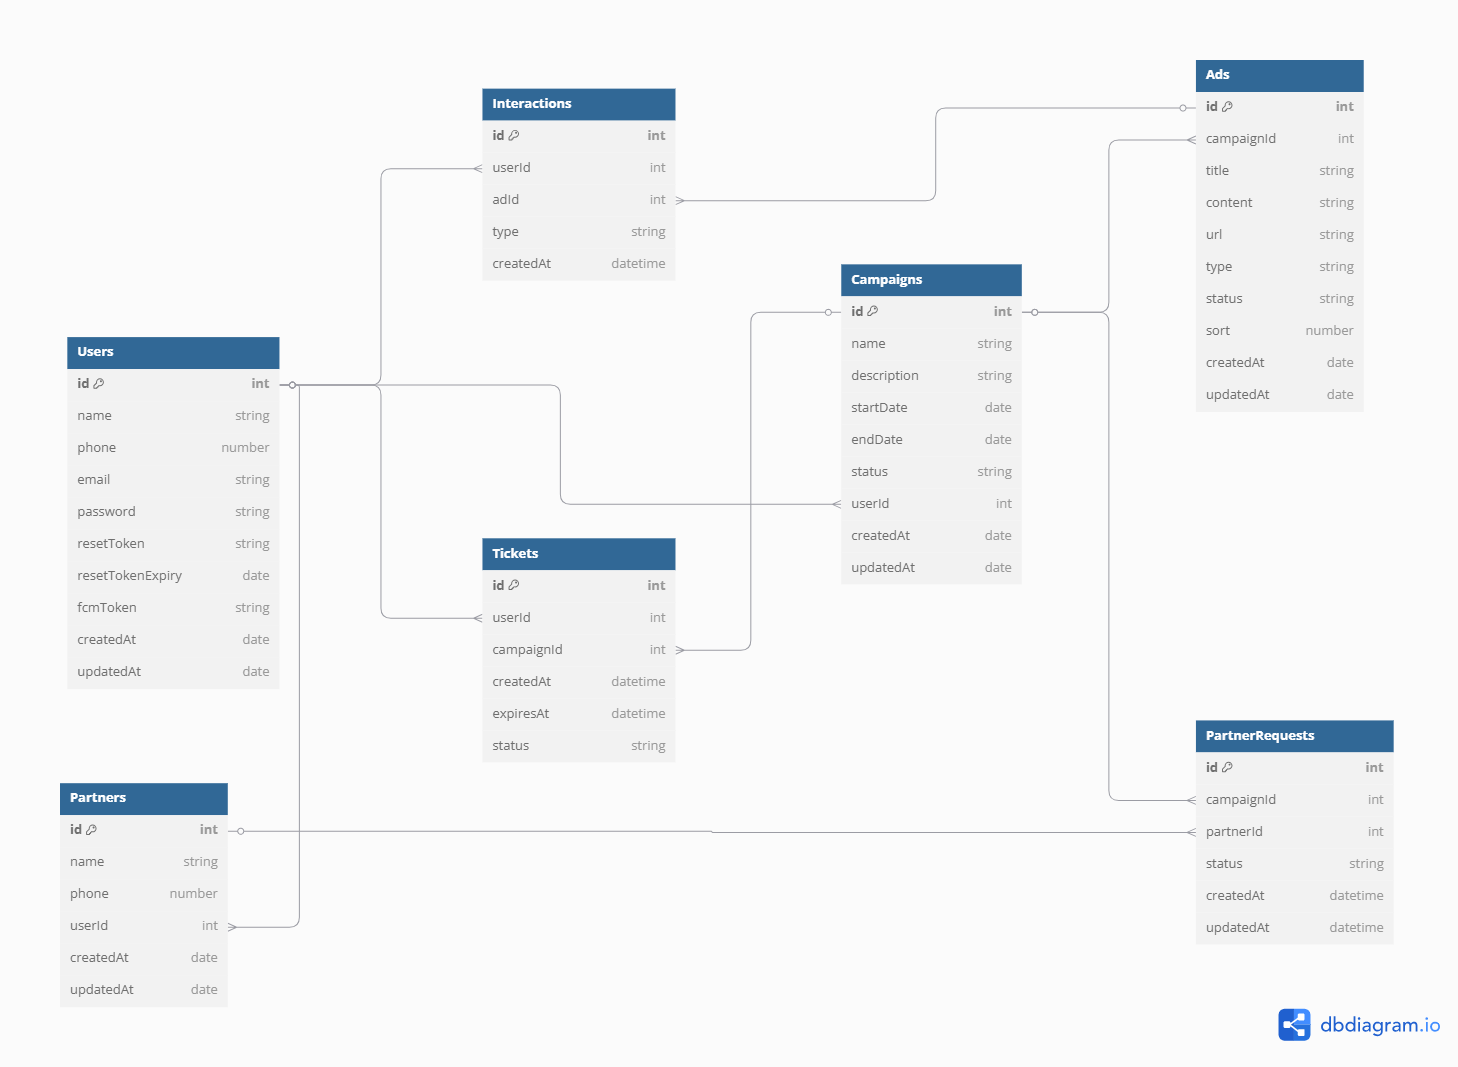 Interactions
id int
userId int
adId int
type string
createdAt datetime
Ads
id int
campaignId int
title string
content string
url string
type string
status string
sort number
createdAt date
updatedAt date
Campaigns
id int
name string
description string
startDate date
endDate date
status string
userId int
createdAt date
updatedAt date
Users
id int
name string
phone number
email string
password string
resetToken string
resetTokenExpiry date
fcmToken string
createdAt date
updatedAt date
Tickets
id int
userId int
campaignId int
createdAt datetime
expiresAt datetime
status string
PartnerRequests
id int
campaignId int
partnerId int
status string
createdAt datetime
updatedAt datetime
Partners
id int
name string
phone number
userId int
createdAt date
updatedAt date
dbdiagram.io